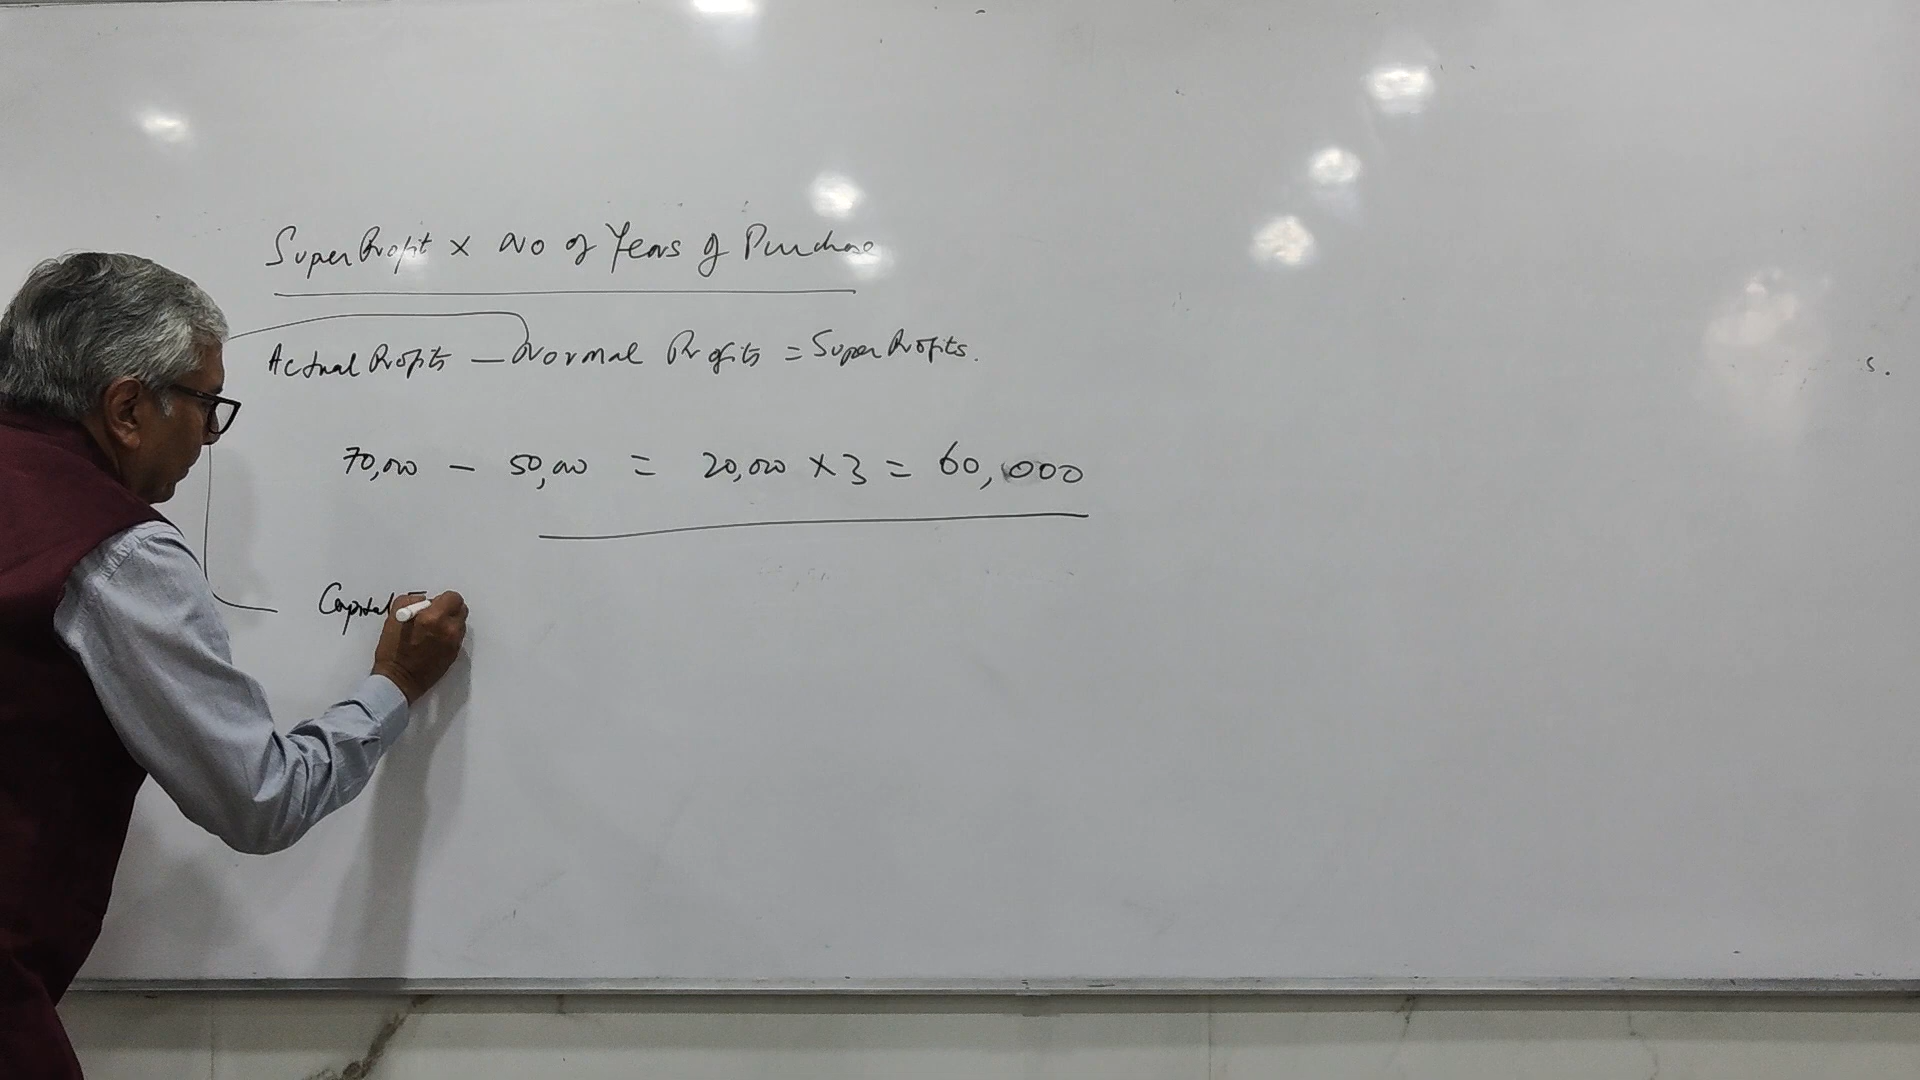 Super Profit × No of Years of Purchase
Actual Profits — Normal Profits = Super Profits.
70,000 — 50,000 = 20,000 × 3 = 60,000
Capital
s.